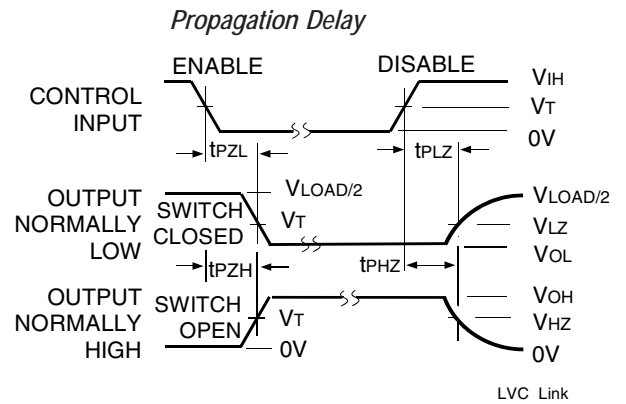 Propagation Delay
ENABLE
DISABLE
CONTROL
INPUT
VIH
VT
0V
tPZL
tPLZ
OUTPUT
NORMALLY
LOW
SWITCH
CLOSED
VLOAD/2
VT
VLOAD/2
VLZ
VOL
tPZH
tPHZ
OUTPUT
NORMALLY
HIGH
SWITCH
OPEN
VT
0V
VOH
VHZ
0V
LVC Link